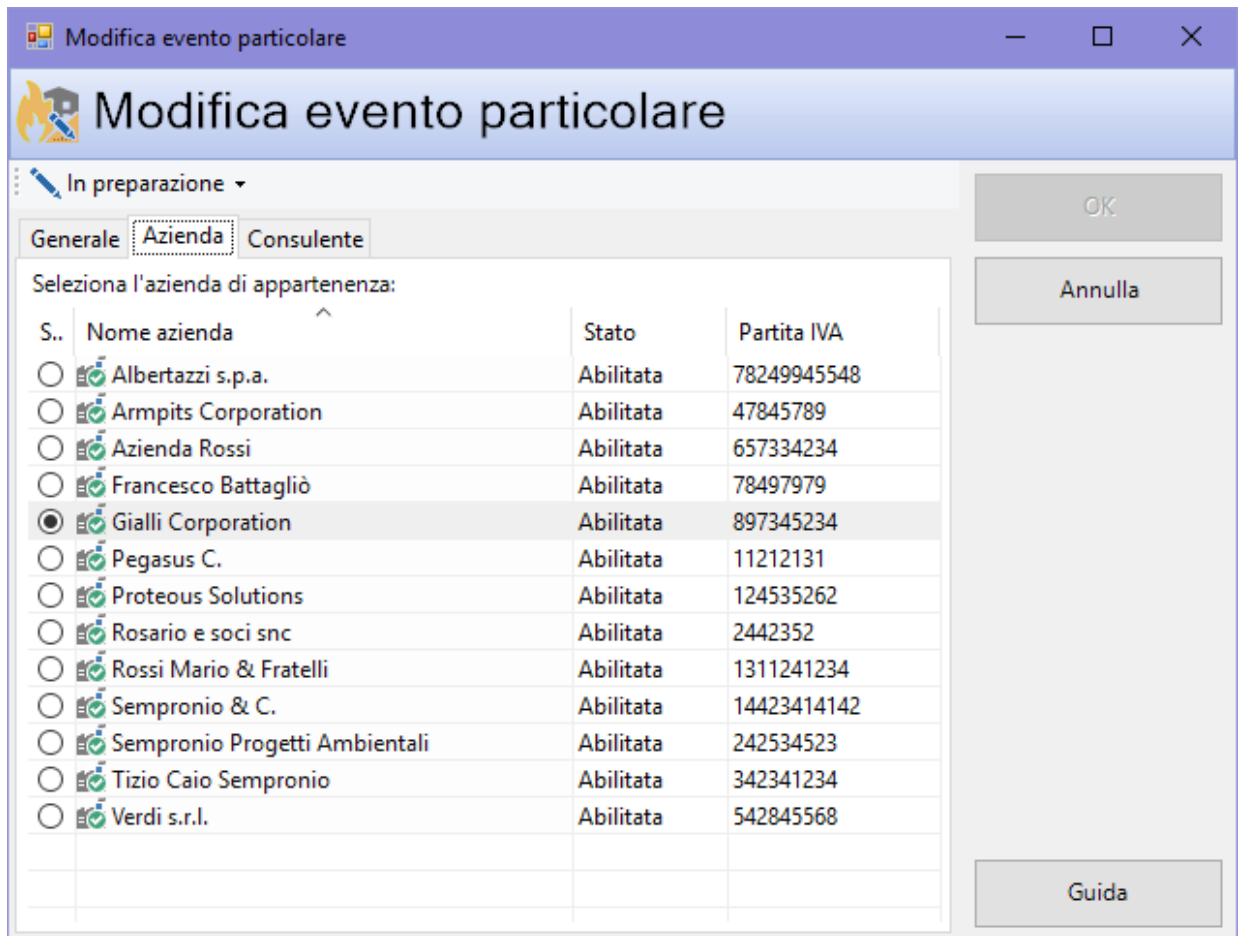 Modifica evento particolare
Modifica evento particolare
In preparazione
OK
Generale Azienda Consulente
Seleziona l'azienda di appartenenza:
Annulla
S.. Nome azienda Stato Partita IVA
Albertazzi s.p.a. Abilitata 78249945548
Armpits Corporation Abilitata 47845789
Azienda Rossi Abilitata 657334234
Francesco Battagliò Abilitata 78497979
Gialli Corporation Abilitata 897345234
Pegasus C. Abilitata 11212131
Proteous Solutions Abilitata 124535262
Rosario e soci snc Abilitata 2442352
Rossi Mario & Fratelli Abilitata 1311241234
Sempronio & C. Abilitata 14423414142
Sempronio Progetti Ambientali Abilitata 242534523
Tizio Caio Sempronio Abilitata 342341234
Verdi s.r.l. Abilitata 542845568
Guida